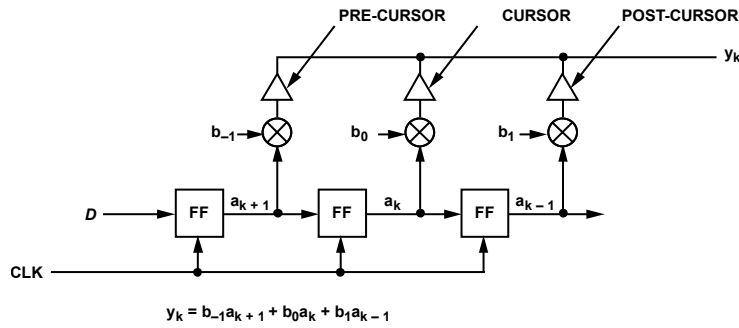 PRE-CURSOR CURSOR POST-CURSOR
yₖ
b₋₁ b₀ b₁
D FF aₖ₊₁ FF aₖ FF aₖ₋₁
CLK
yₖ = b₋₁aₖ₊₁ + b₀aₖ + b₁aₖ₋₁